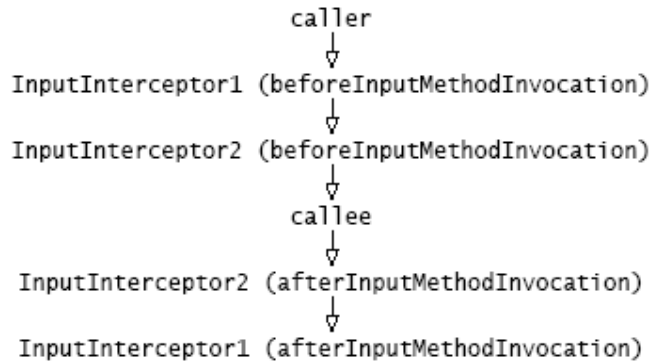 caller
InputInterceptor1 (beforeInputMethodInvocation)
InputInterceptor2 (beforeInputMethodInvocation)
callee
InputInterceptor2 (afterInputMethodInvocation)
InputInterceptor1 (afterInputMethodInvocation)